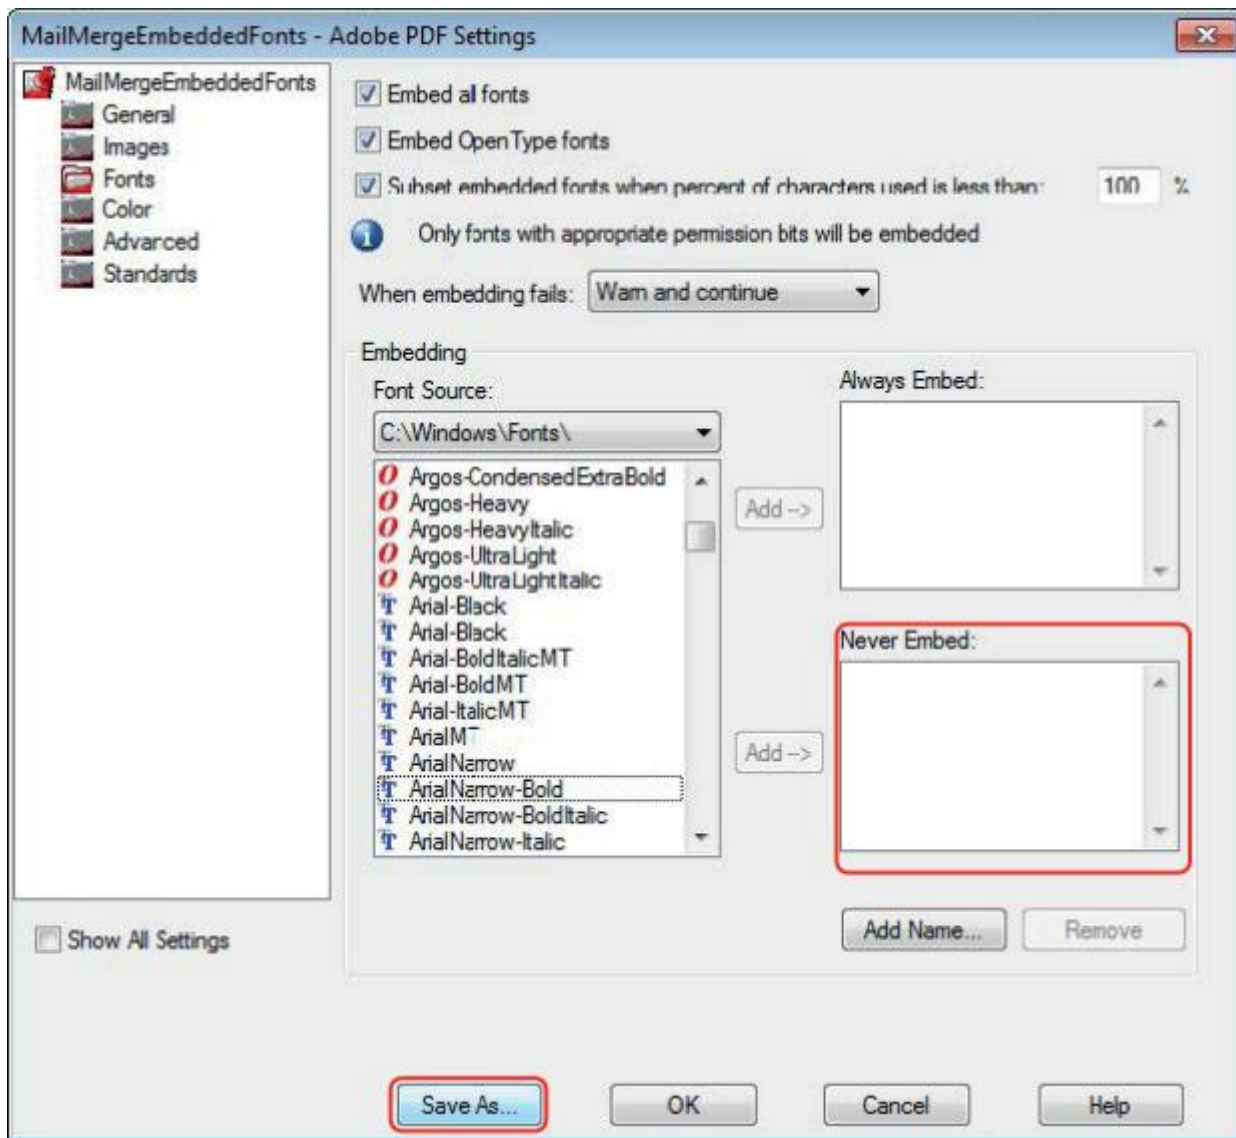 MailMergeEmbeddedFonts - Adobe PDF Settings
MailMergeEmbeddedFonts
General
Images
Fonts
Color
Advanced
Standards
Show All Settings
Embed all fonts
Embed OpenType fonts
Subset embedded fonts when percent of characters used is less than: 100 %
Only fonts with appropriate permission bits will be embedded
When embedding fails: Warn and continue
Embedding
Font Source:
C:\Windows\Fonts\
Argos-CondensedExtraBold
Argos-Heavy
Argos-HeavyItalic
Argos-UltraLight
Argos-UltraLightItalic
Arial-Black
Arial-Black
Arial-BoldItalicMT
Arial-BoldMT
Arial-ItalicMT
ArialMT
ArialNarrow
ArialNarrow-Bold
ArialNarrow-BoldItalic
ArialNarrow-Italic
Add -->
Add -->
Always Embed:
Never Embed:
Add Name...
Remove
Save As...
OK
Cancel
Help